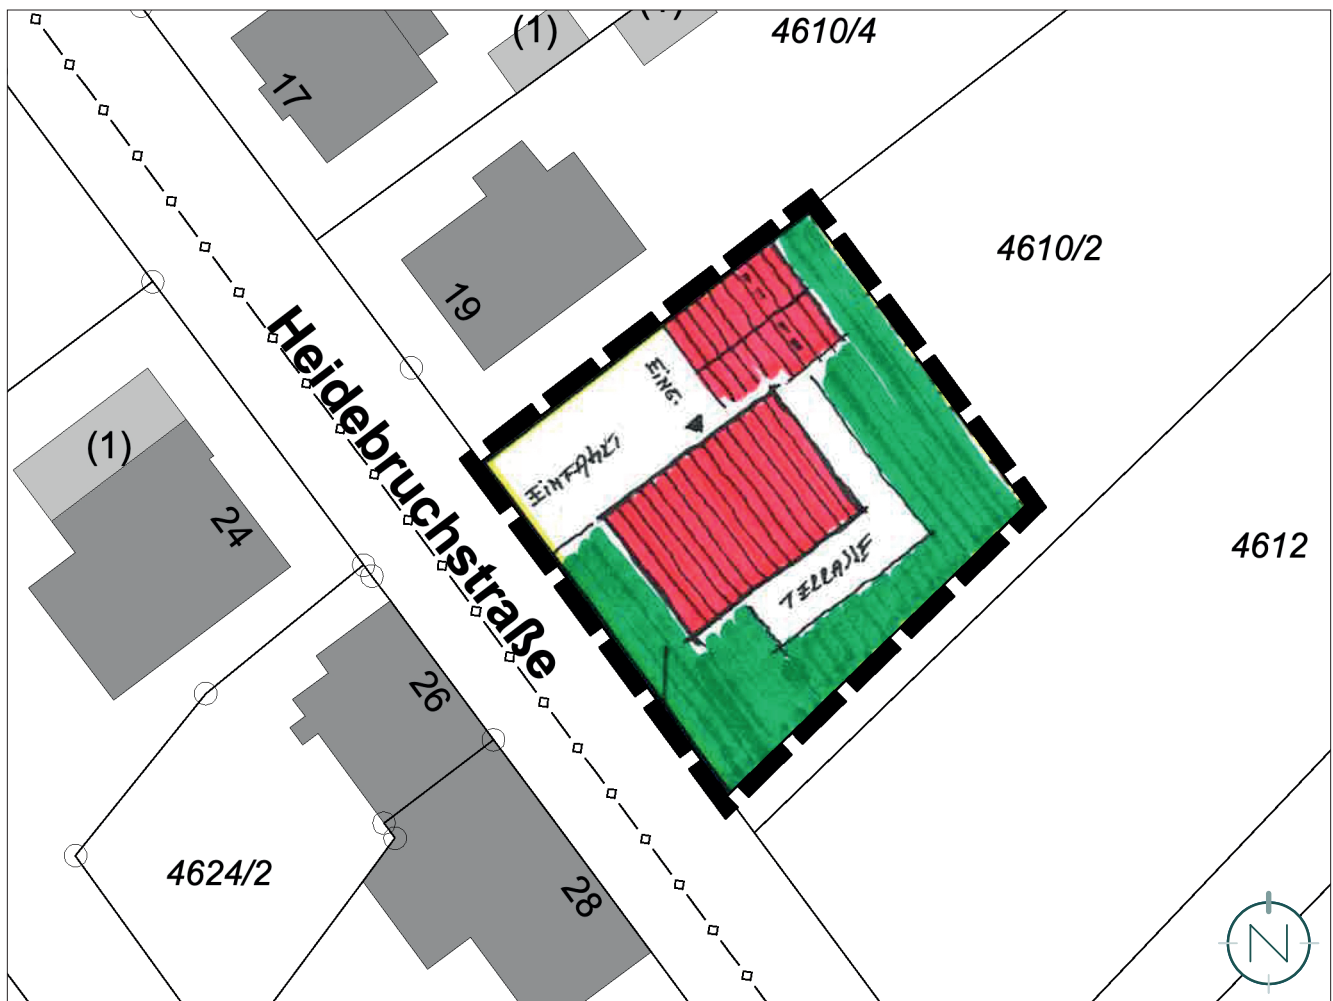 (1)
4610/4
17
4610/2
19
Heidebruchstraße
EING.
EINFAHRT
(1)
24
4612
TERRASSE
26
4624/2
28
N